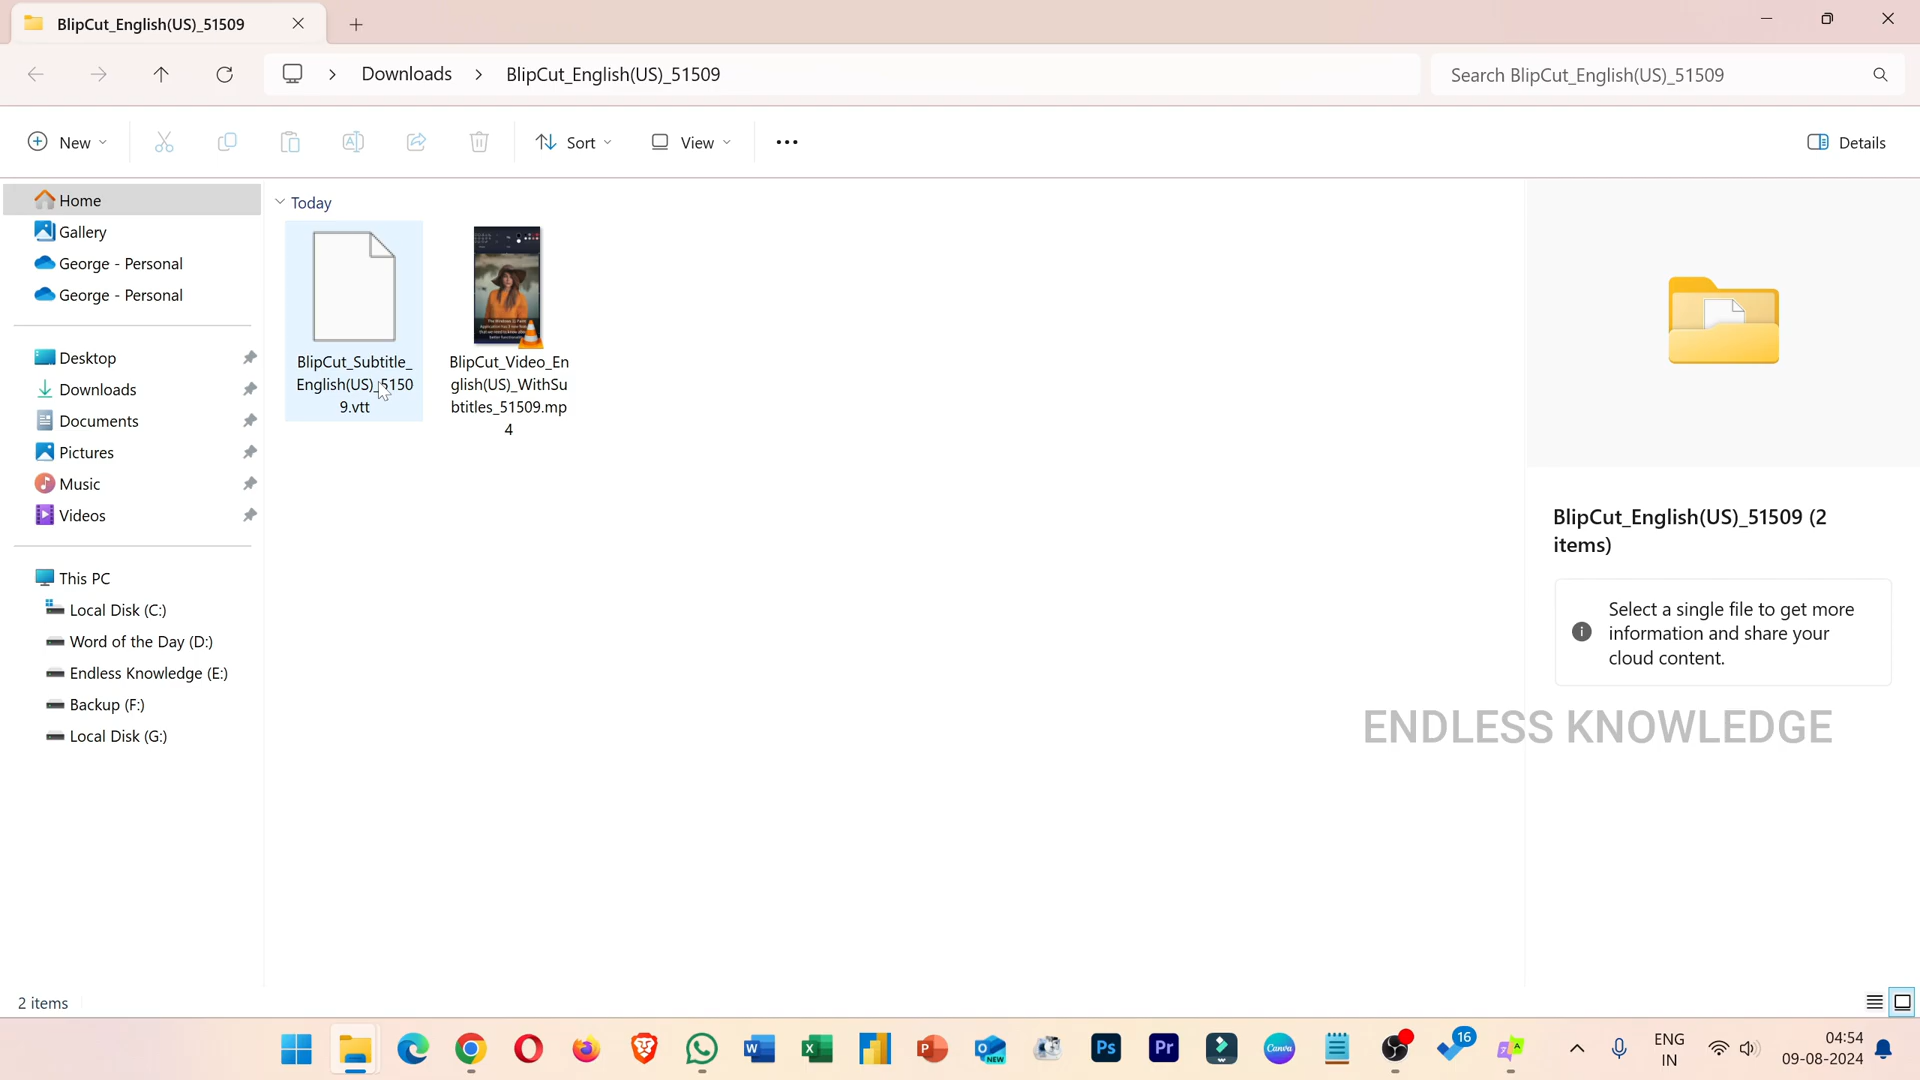 BlipCut_English(US)_51509
Downloads
BlipCut_English(US)_51509
Search BlipCut_English(US)_51509
New
Sort
View
Details
Home
Gallery
George - Personal
George - Personal
Desktop
Downloads
Documents
Pictures
Music
Videos
This PC
Local Disk (C:)
Word of the Day (D:)
Endless Knowledge (E:)
Backup (F:)
Local Disk (G:)
Today
BlipCut_Subtitle_
English(US)_5150
9.vtt
BlipCut_Video_En
glish(US)_WithSu
btitles_51509.mp
4
BlipCut_English(US)_51509 (2
items)
Select a single file to get more
information and share your
cloud content.
ENDLESS KNOWLEDGE
2 items
W
X
P
NEW
Ps
Pr
Canva
16
A
ENG
IN
04:54
09-08-2024